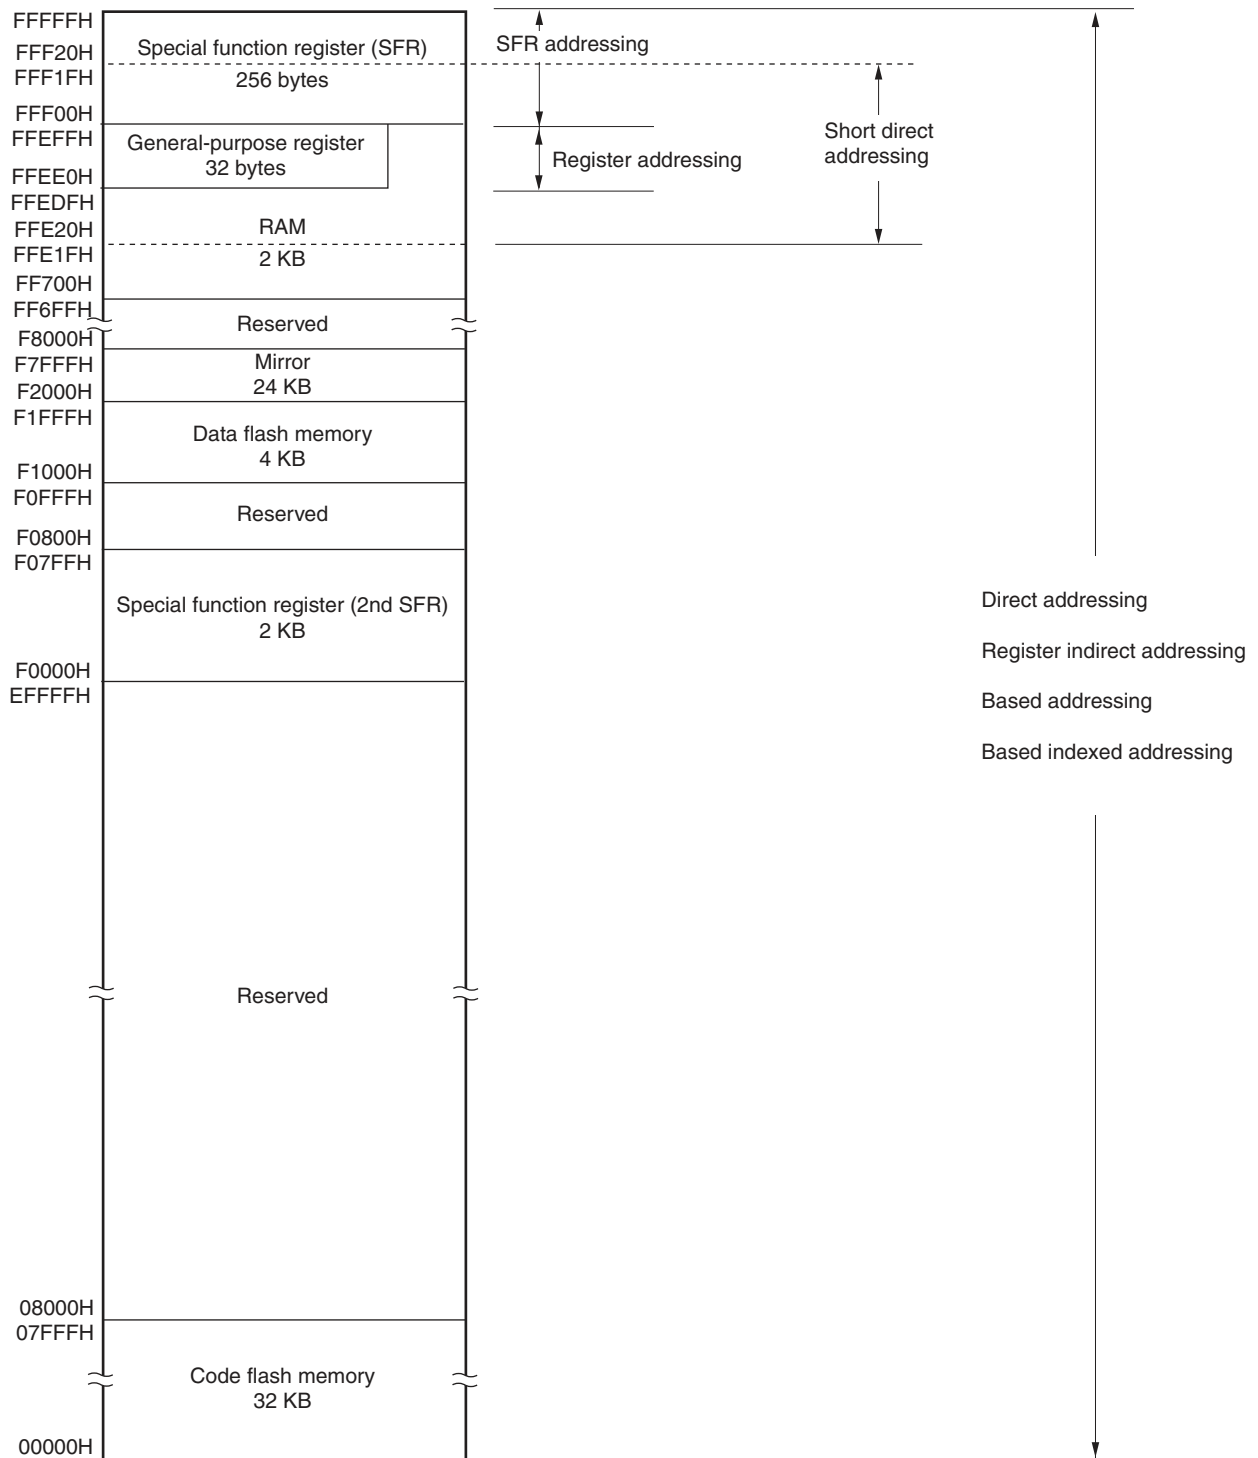 FFFFFH
FFF20H
FFF1FH
FFF00H
FFEFFH
FFEE0H
FFEDFH
FFE20H
FFE1FH
FF700H
FF6FFH
F8000H
F7FFFH
F2000H
F1FFFH
F1000H
F0FFFH
F0800H
F07FFH
F0000H
EFFFFH
08000H
07FFFH
00000H
Special function register (SFR)
256 bytes
General-purpose register
32 bytes
RAM
2 KB
Reserved
Mirror
24 KB
Data flash memory
4 KB
Reserved
Special function register (2nd SFR)
2 KB
Reserved
Code flash memory
32 KB
SFR addressing
Register addressing
Short direct
addressing
Direct addressing
Register indirect addressing
Based addressing
Based indexed addressing